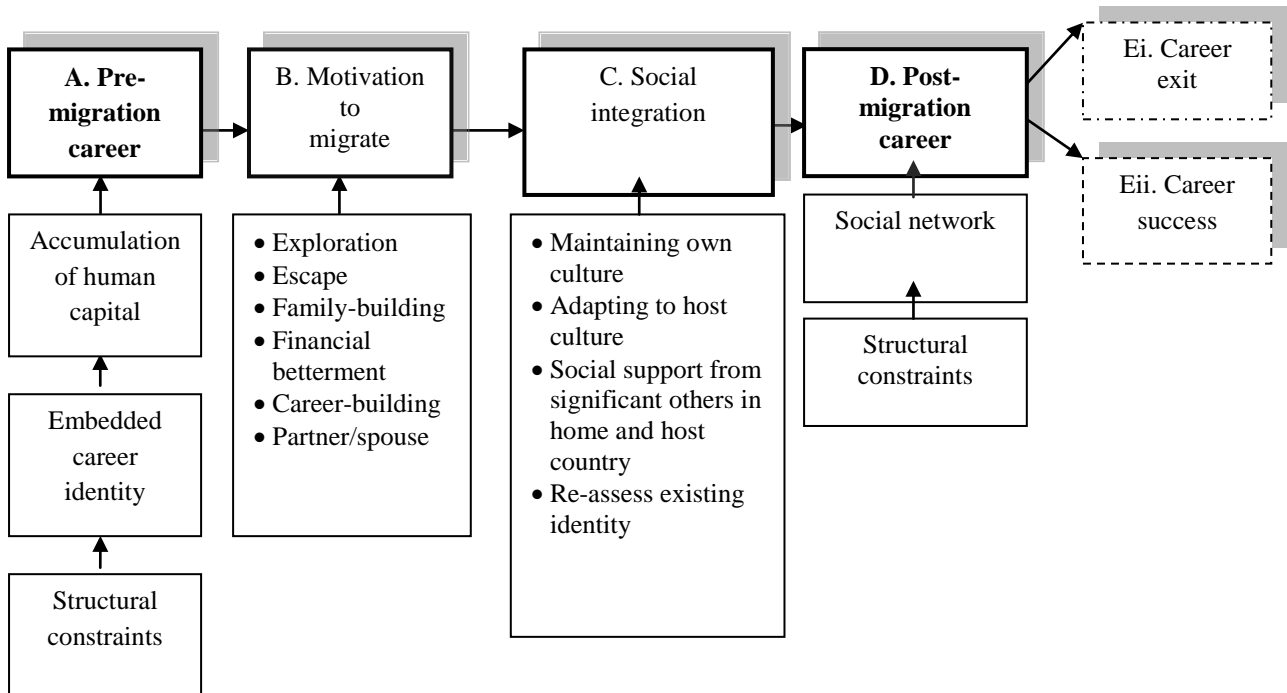 A. Pre-
migration
career
B. Motivation
to
migrate
C. Social
integration
D. Post-
migration
career
Ei. Career
exit
Eii. Career
success
Accumulation
of human
capital
Embedded
career
identity
Structural
constraints
• Exploration
• Escape
• Family-building
• Financial
betterment
• Career-building
• Partner/spouse
• Maintaining own
culture
• Adapting to host
culture
• Social support from
significant others in
home and host
country
• Re-assess existing
identity
Social network
Structural
constraints